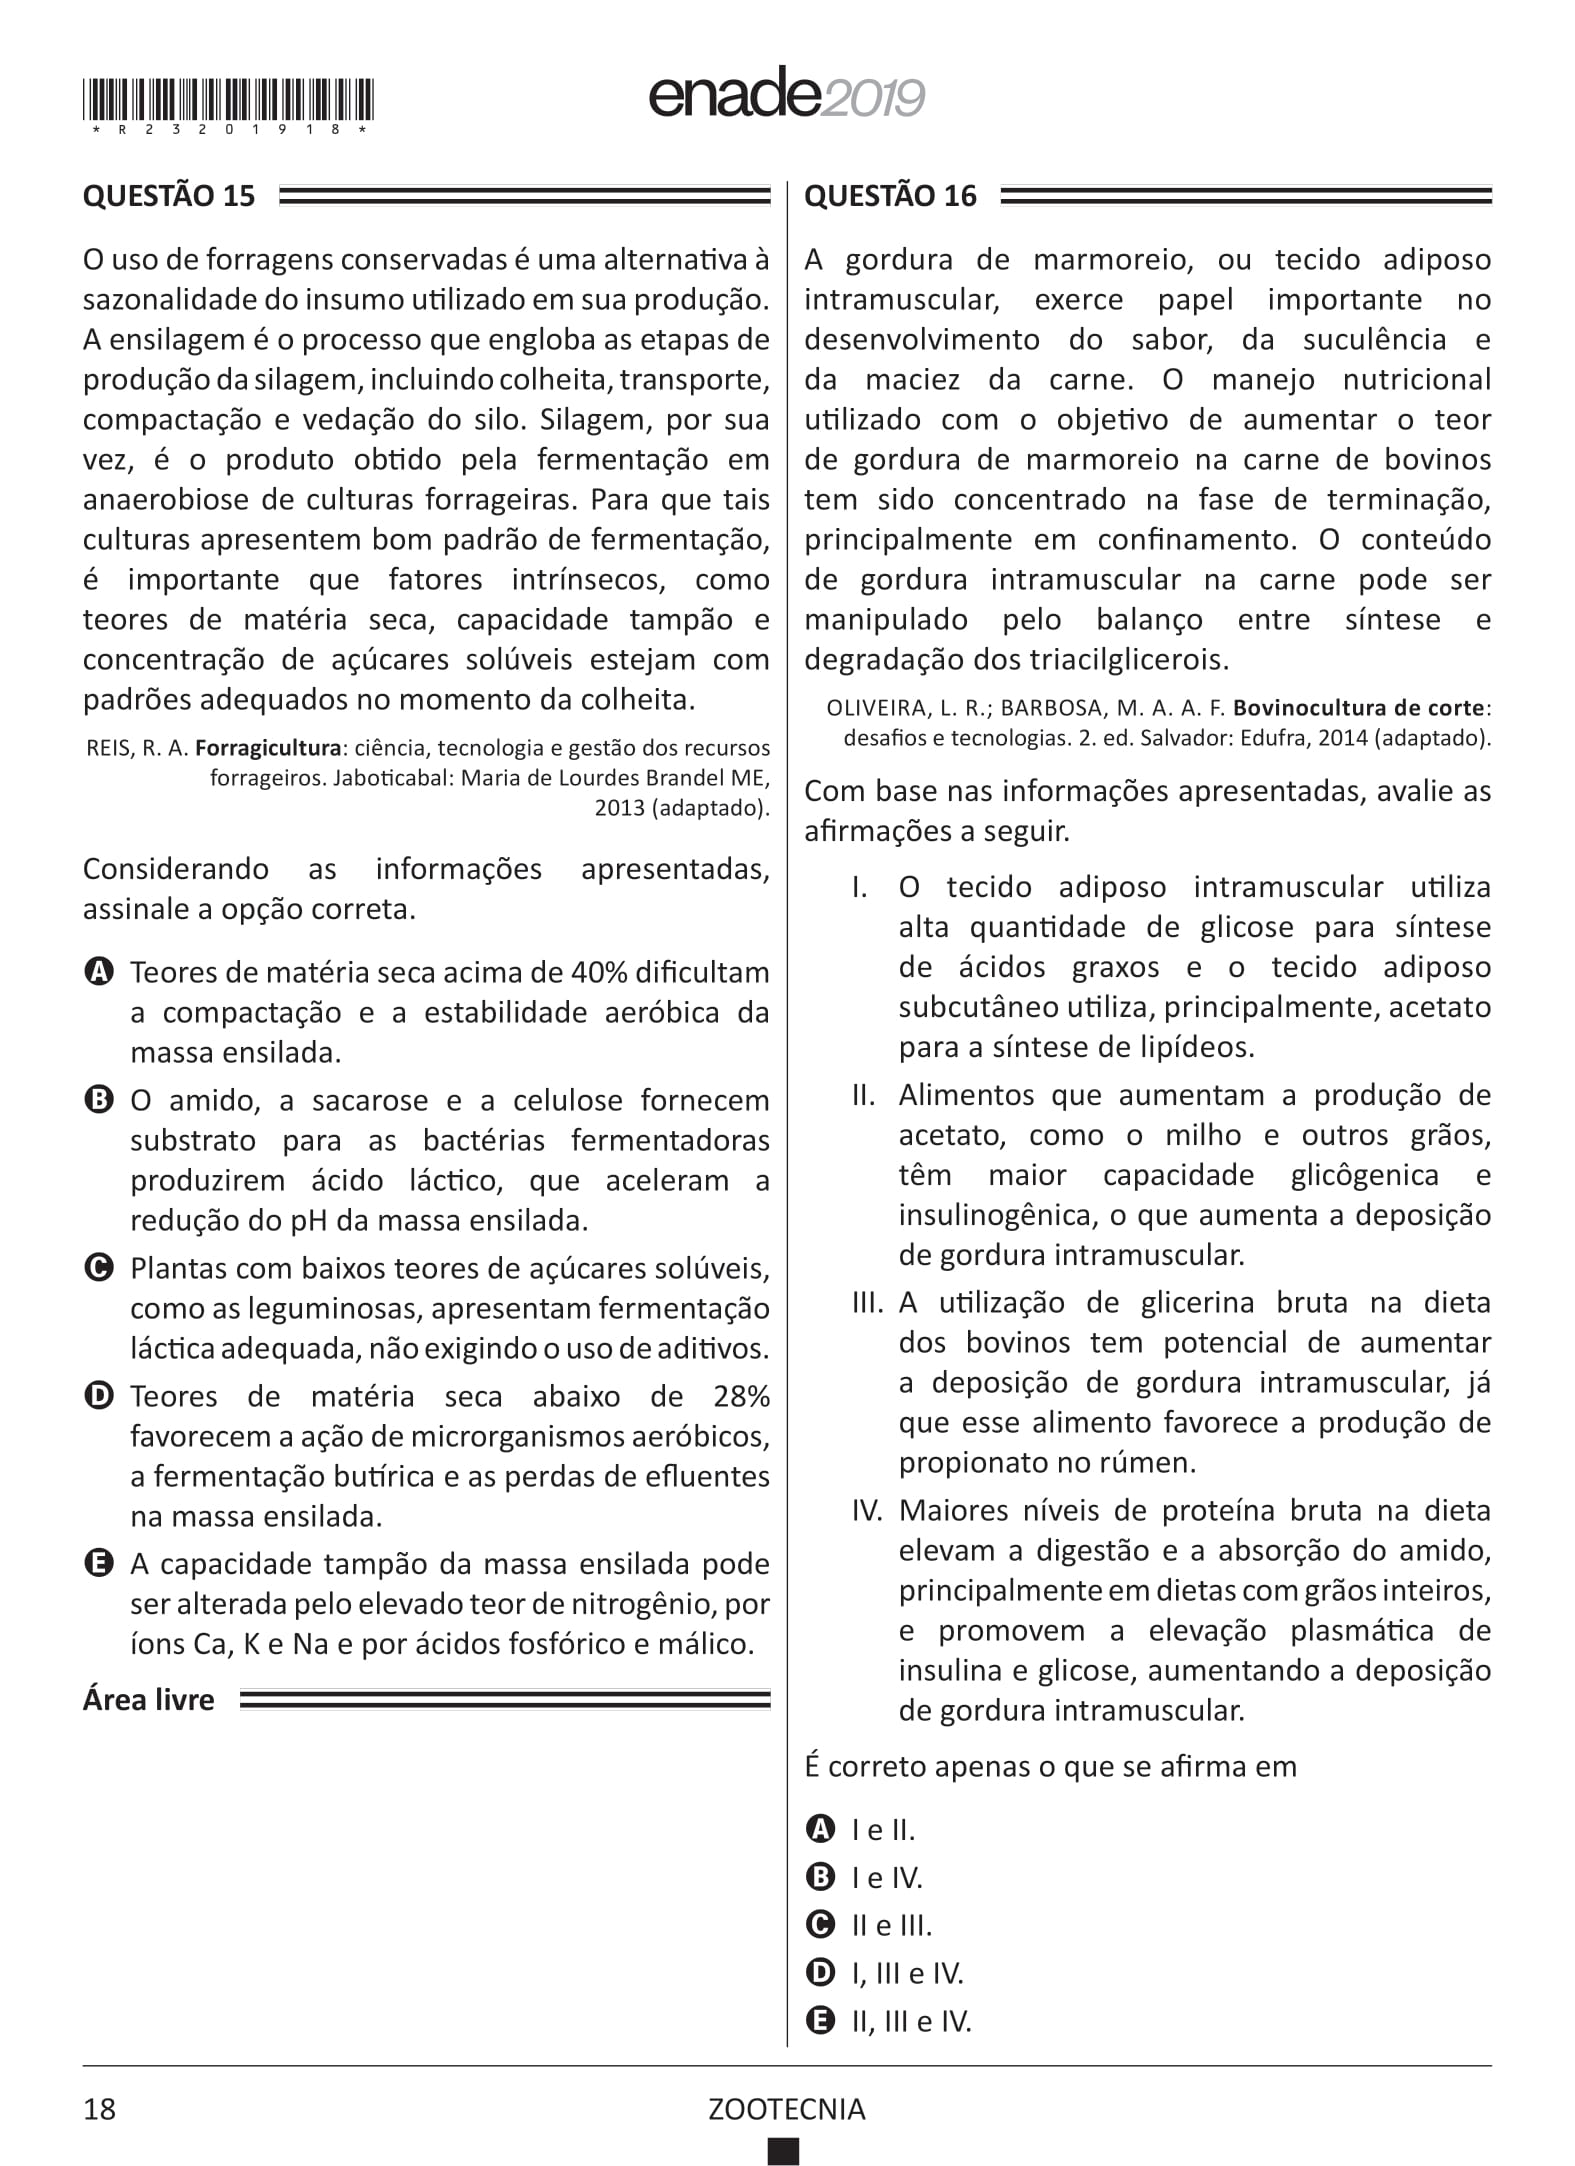 *R23201918*
enade2019
QUESTÃO 15
O uso de forragens conservadas é uma alternativa à
sazonalidade do insumo utilizado em sua produção.
A ensilagem é o processo que engloba as etapas de
produção da silagem, incluindo colheita, transporte,
compactação e vedação do silo. Silagem, por sua
vez, é o produto obtido pela fermentação em
anaerobiose de culturas forrageiras. Para que tais
culturas apresentem bom padrão de fermentação,
é importante que fatores intrínsecos, como
teores de matéria seca, capacidade tampão e
concentração de açúcares solúveis estejam com
padrões adequados no momento da colheita.
REIS, R. A. Forragicultura: ciência, tecnologia e gestão dos recursos
forrageiros. Jaboticabal: Maria de Lourdes Brandel ME,
2013 (adaptado).
Considerando as informações apresentadas,
assinale a opção correta.
A Teores de matéria seca acima de 40% dificultam
a compactação e a estabilidade aeróbica da
massa ensilada.
B O amido, a sacarose e a celulose fornecem
substrato para as bactérias fermentadoras
produzirem ácido láctico, que aceleram a
redução do pH da massa ensilada.
C Plantas com baixos teores de açúcares solúveis,
como as leguminosas, apresentam fermentação
láctica adequada, não exigindo o uso de aditivos.
D Teores de matéria seca abaixo de 28%
favorecem a ação de microrganismos aeróbicos,
a fermentação butírica e as perdas de efluentes
na massa ensilada.
E A capacidade tampão da massa ensilada pode
ser alterada pelo elevado teor de nitrogênio, por
íons Ca, K e Na e por ácidos fosfórico e málico.
Área livre
QUESTÃO 16
A gordura de marmoreio, ou tecido adiposo
intramuscular, exerce papel importante no
desenvolvimento do sabor, da suculência e
da maciez da carne. O manejo nutricional
utilizado com o objetivo de aumentar o teor
de gordura de marmoreio na carne de bovinos
tem sido concentrado na fase de terminação,
principalmente em confinamento. O conteúdo
de gordura intramuscular na carne pode ser
manipulado pelo balanço entre síntese e
degradação dos triacilglicerois.
OLIVEIRA, L. R.; BARBOSA, M. A. A. F. Bovinocultura de corte:
desafios e tecnologias. 2. ed. Salvador: Edufra, 2014 (adaptado).
Com base nas informações apresentadas, avalie as
afirmações a seguir.
I. O tecido adiposo intramuscular utiliza
alta quantidade de glicose para síntese
de ácidos graxos e o tecido adiposo
subcutâneo utiliza, principalmente, acetato
para a síntese de lipídeos.
II. Alimentos que aumentam a produção de
acetato, como o milho e outros grãos,
têm maior capacidade glicôgenica e
insulinogênica, o que aumenta a deposição
de gordura intramuscular.
III. A utilização de glicerina bruta na dieta
dos bovinos tem potencial de aumentar
a deposição de gordura intramuscular, já
que esse alimento favorece a produção de
propionato no rúmen.
IV. Maiores níveis de proteína bruta na dieta
elevam a digestão e a absorção do amido,
principalmente em dietas com grãos inteiros,
e promovem a elevação plasmática de
insulina e glicose, aumentando a deposição
de gordura intramuscular.
É correto apenas o que se afirma em
A I e II.
B I e IV.
C II e III.
D I, III e IV.
E II, III e IV.
18
ZOOTECNIA